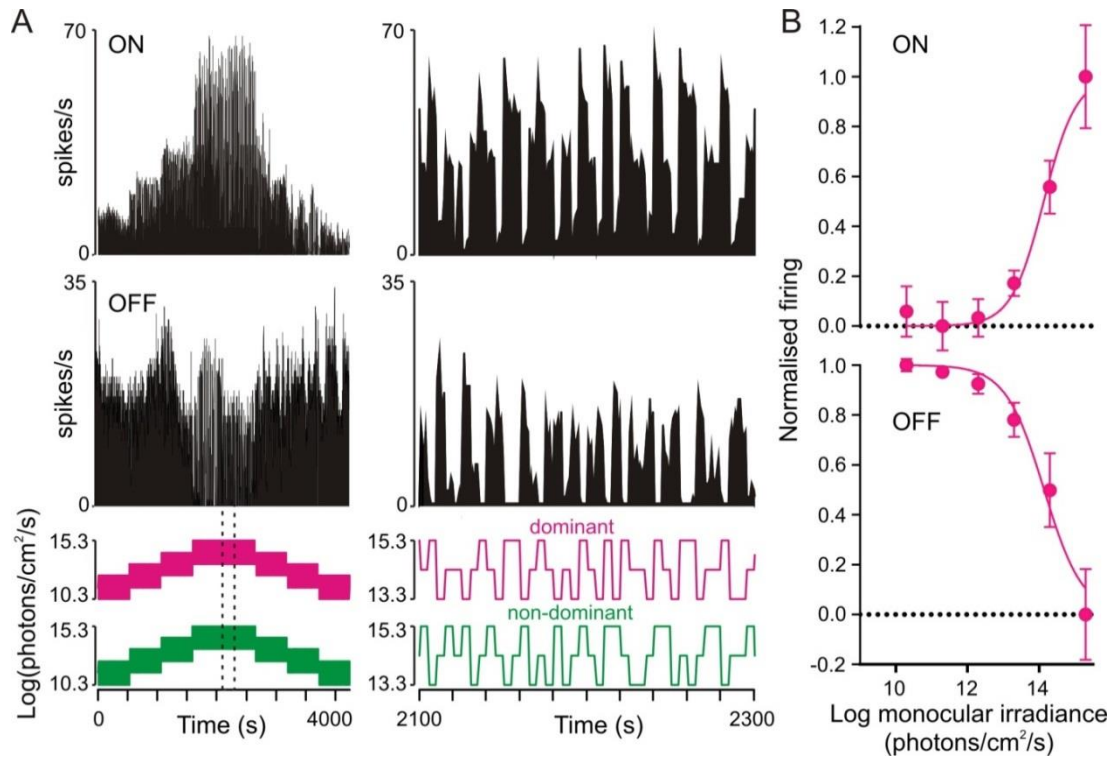 A
B
70
ON
spikes/s
0
70
0
35
OFF
spikes/s
0
35
0
Log(photons/cm²/s)
15.3
10.3
15.3
10.3
0
4000
Time (s)
dominant
15.3
13.3
non-dominant
15.3
13.3
2100
2300
Time (s)
ON
Normalised firing
1.2
1.0
0.8
0.6
0.4
0.2
0.0
OFF
1.0
0.8
0.6
0.4
0.2
0.0
-0.2
10
12
14
Log monocular irradiance
(photons/cm²/s)